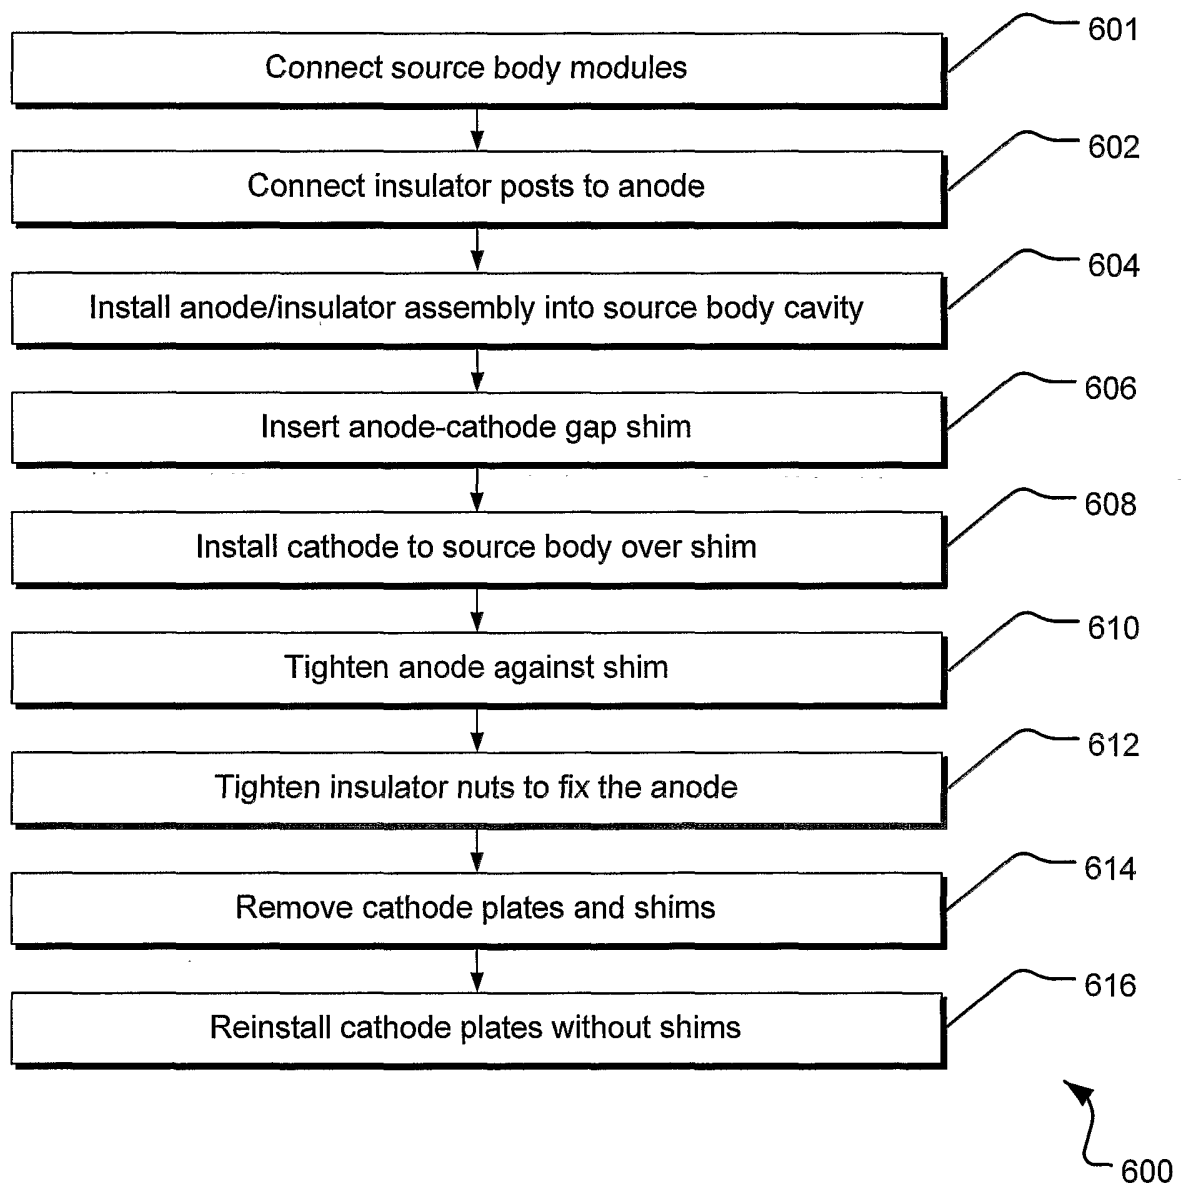 Connect source body modules
601
Connect insulator posts to anode
602
Install anode/insulator assembly into source body cavity
604
Insert anode-cathode gap shim
606
Install cathode to source body over shim
608
Tighten anode against shim
610
Tighten insulator nuts to fix the anode
612
Remove cathode plates and shims
614
Reinstall cathode plates without shims
616
600